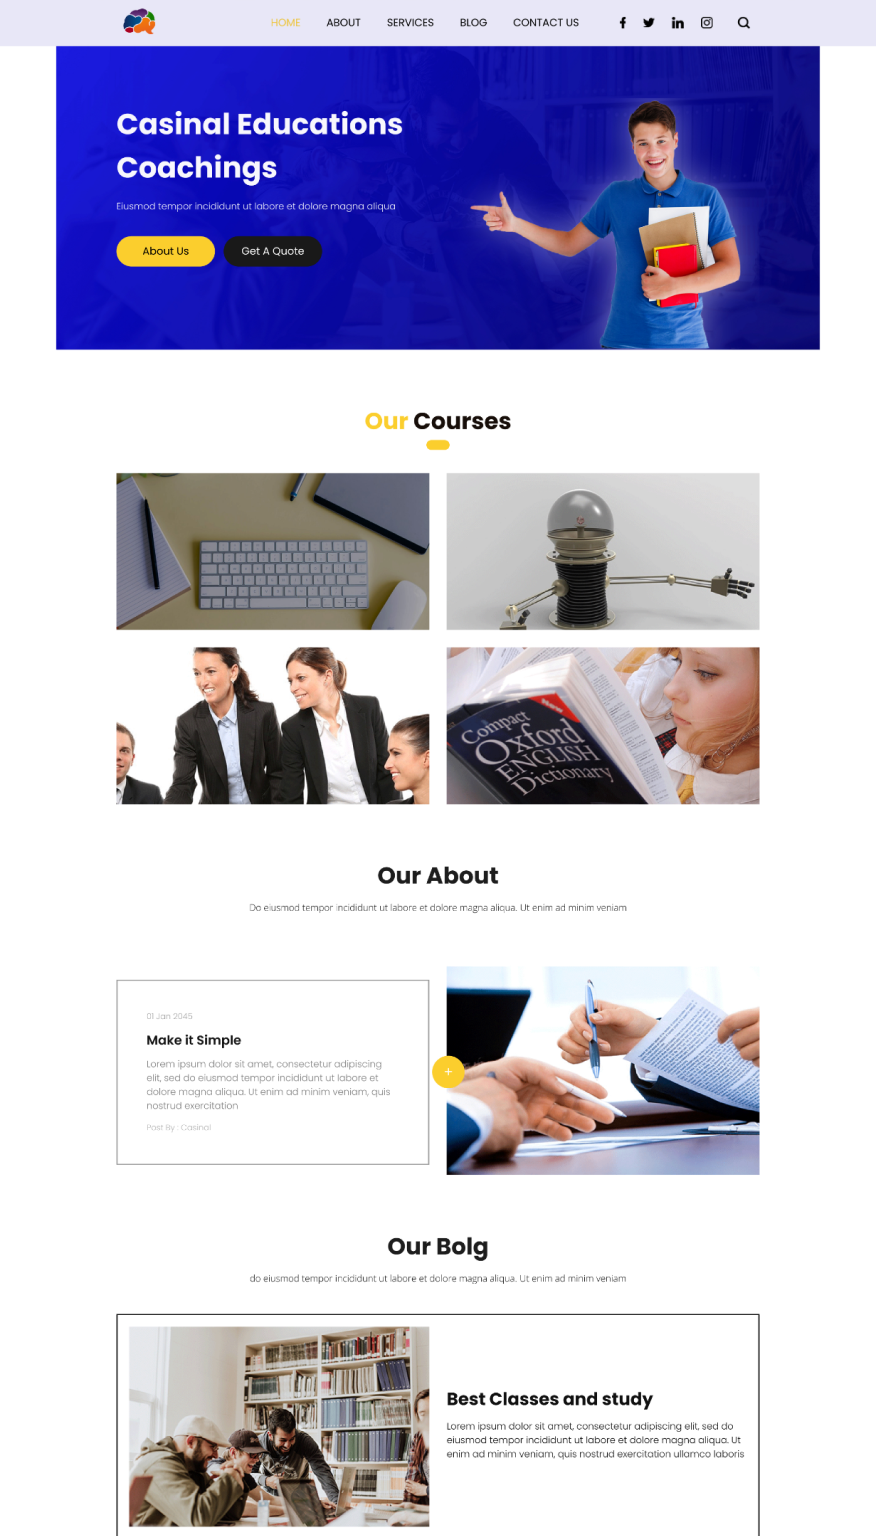 HOME ABOUT SERVICES BLOG CONTACT US
Casinal Educations
Coachings
Eiusmod tempor incididunt ut labore et dolore magna aliqua
About Us
Get A Quote
Our Courses
Compact
Oxford
ENGLISH
Dictionary
Our About
Do eiusmod tempor incididunt ut labore et dolore magna aliqua. Ut enim ad minim veniam
01 Jan 2045
Make it Simple
Lorem ipsum dolor sit amet, consectetur adipiscing
elit, sed do eiusmod tempor incididunt ut labore et
dolore magna aliqua. Ut enim ad minim veniam, quis
nostrud exercitation
Post By : Casinal
+
Our Bolg
do eiusmod tempor incididunt ut labore et dolore magna aliqua. Ut enim ad minim veniam
Best Classes and study
Lorem ipsum dolor sit amet, consectetur adipiscing elit, sed do
eiusmod tempor incididunt ut labore et dolore magna aliqua. Ut
enim ad minim veniam, quis nostrud exercitation ullamco laboris